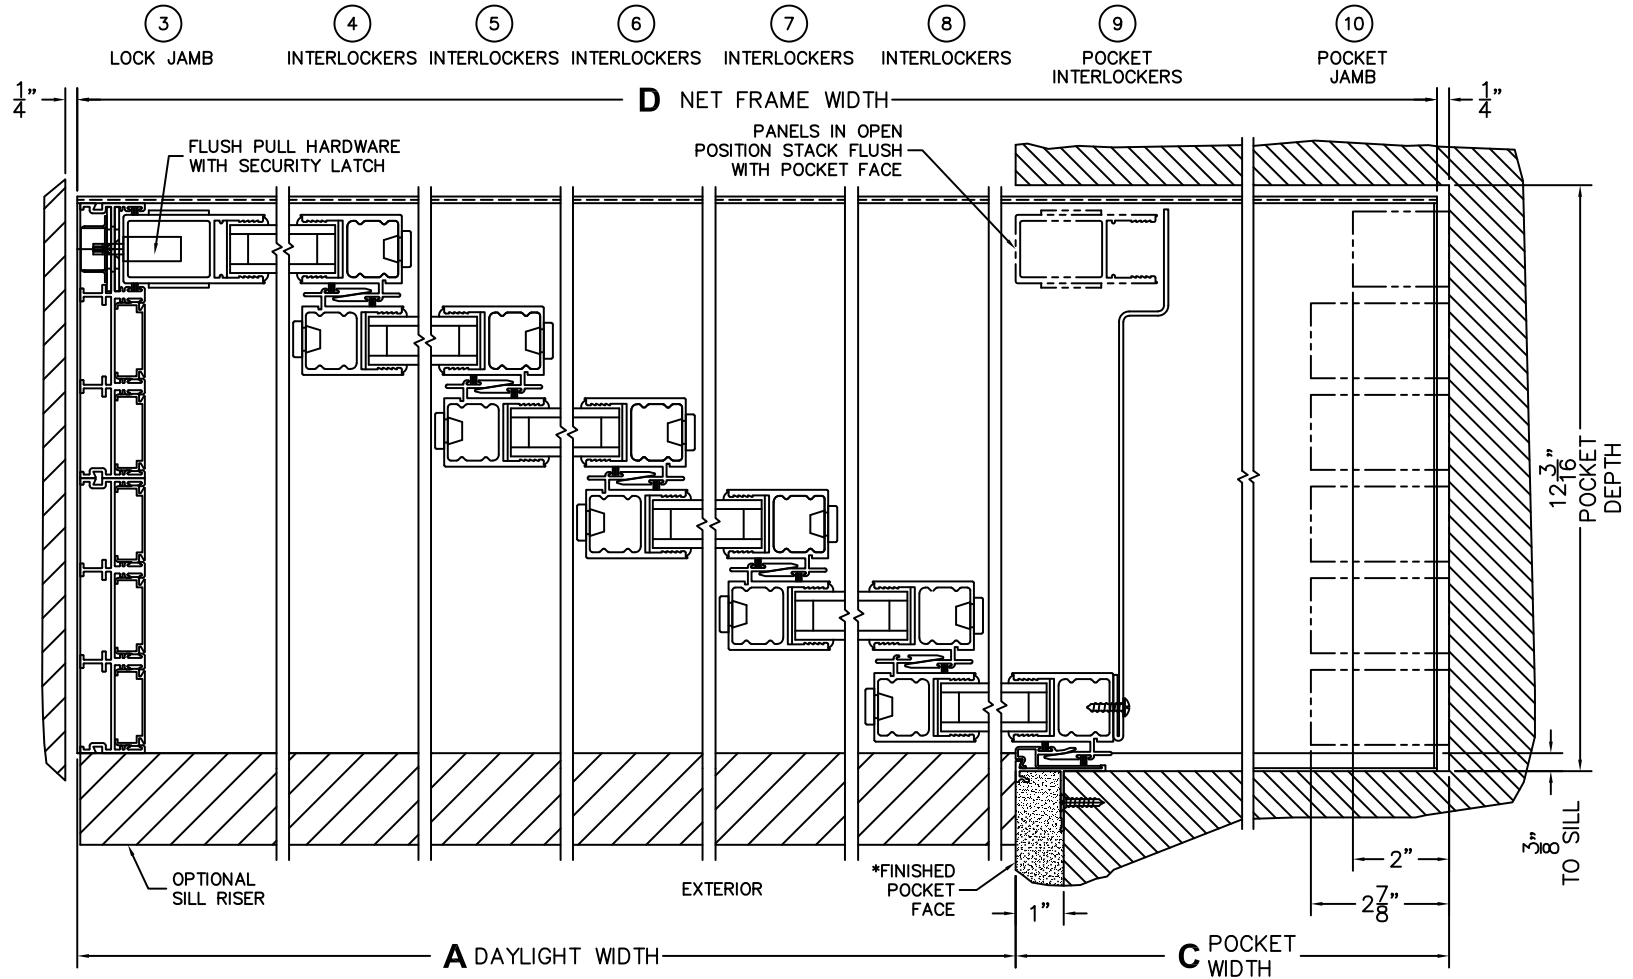 3
4
5
6
7
8
9
10
LOCK JAMB
INTERLOCKERS
INTERLOCKERS
INTERLOCKERS
INTERLOCKERS
INTERLOCKERS
POCKET
INTERLOCKERS
POCKET
JAMB
1/4"
D NET FRAME WIDTH
1/4"
FLUSH PULL HARDWARE
WITH SECURITY LATCH
PANELS IN OPEN
POSITION STACK FLUSH
WITH POCKET FACE
12 3/16"
POCKET
DEPTH
3/8"
TO SILL
2"
2 7/8"
OPTIONAL
SILL RISER
EXTERIOR
*FINISHED
POCKET
FACE
1"
A DAYLIGHT WIDTH
C POCKET
WIDTH